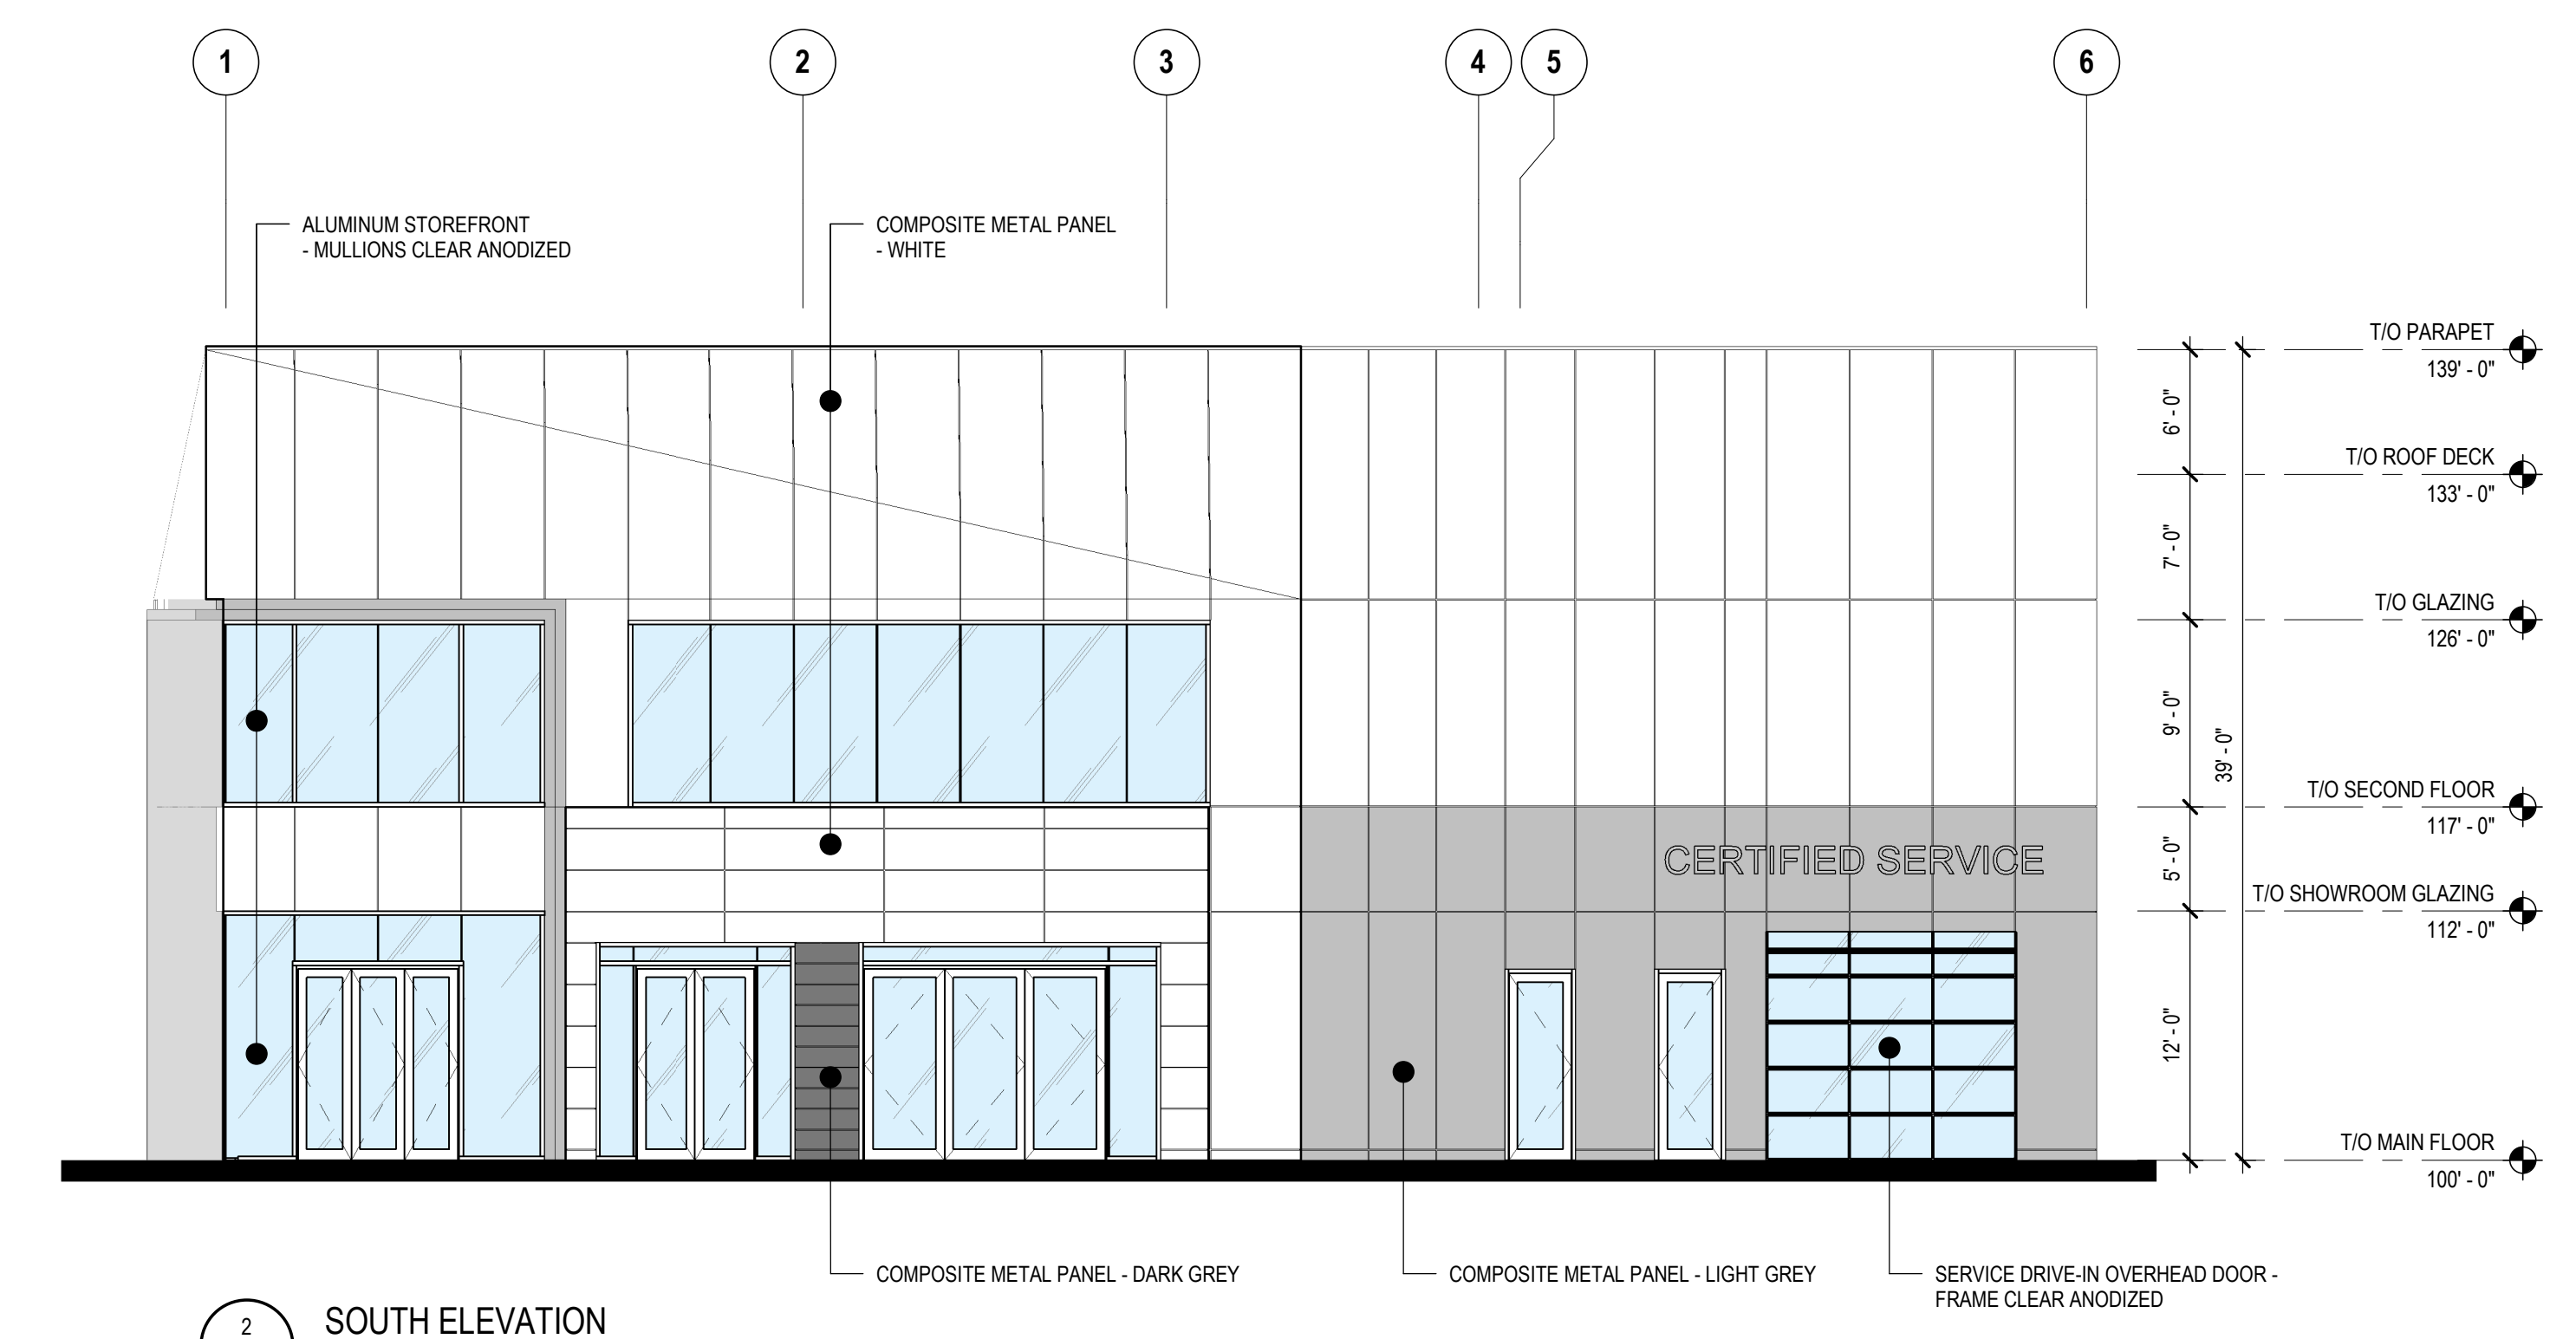 1
2
3
4
5
6
ALUMINUM STOREFRONT
- MULLIONS CLEAR ANODIZED
COMPOSITE METAL PANEL
- WHITE
T/O PARAPET
139' - 0"
6' - 0"
T/O ROOF DECK
133' - 0"
7' - 0"
T/O GLAZING
126' - 0"
9' - 0"
39' - 0"
T/O SECOND FLOOR
117' - 0"
CERTIFIED SERVICE
5' - 0"
T/O SHOWROOM GLAZING
112' - 0"
12' - 0"
T/O MAIN FLOOR
100' - 0"
COMPOSITE METAL PANEL - DARK GREY
COMPOSITE METAL PANEL - LIGHT GREY
SERVICE DRIVE-IN OVERHEAD DOOR -
FRAME CLEAR ANODIZED
2
SOUTH ELEVATION